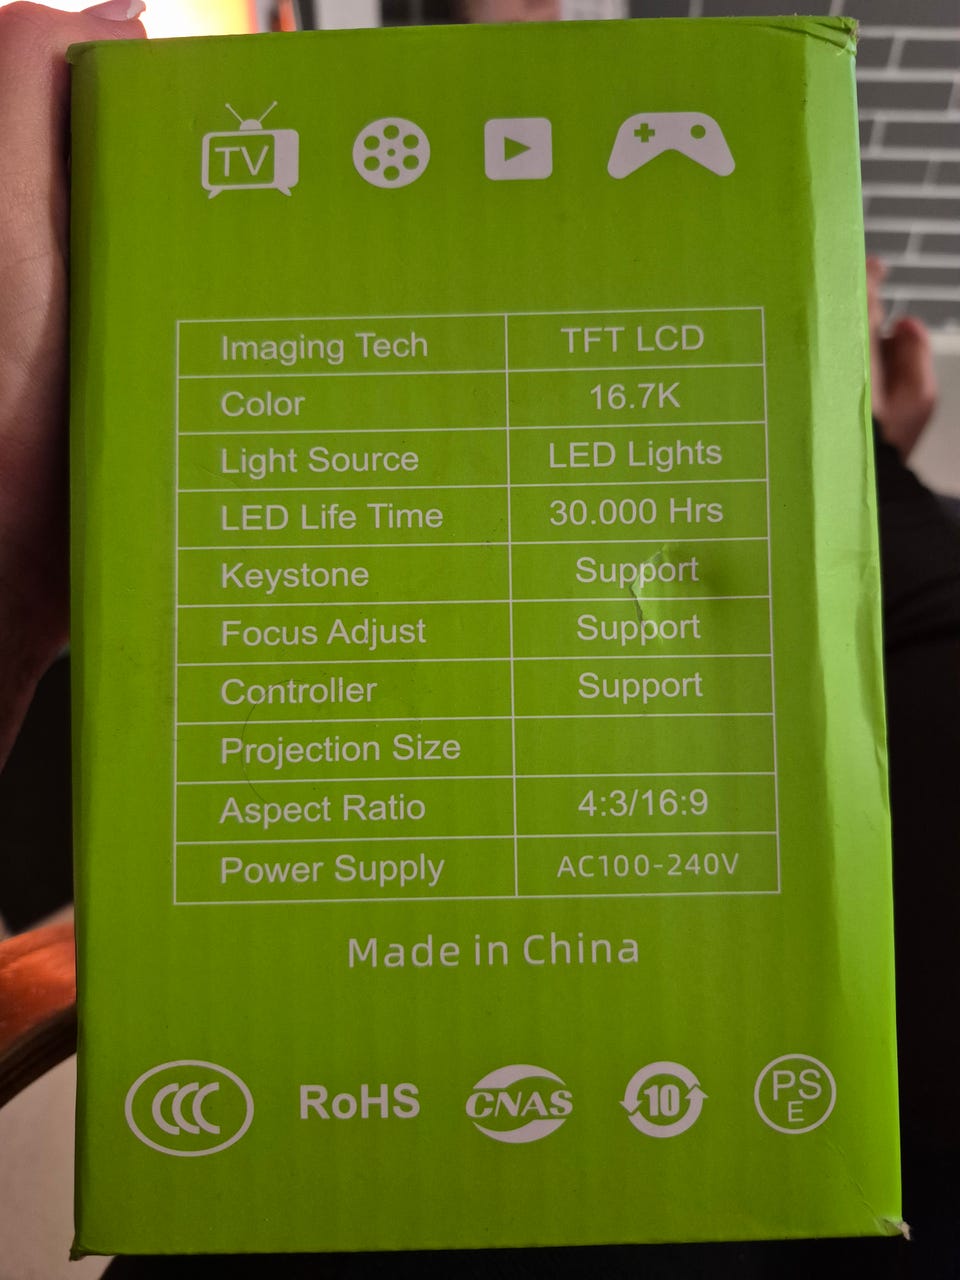 TV
Imaging Tech TFT LCD
Color 16.7K
Light Source LED Lights
LED Life Time 30.000 Hrs
Keystone Support
Focus Adjust Support
Controller Support
Projection Size
Aspect Ratio 4:3/16:9
Power Supply AC100-240V
Made in China
CCC RoHS CNAS 10 PSE